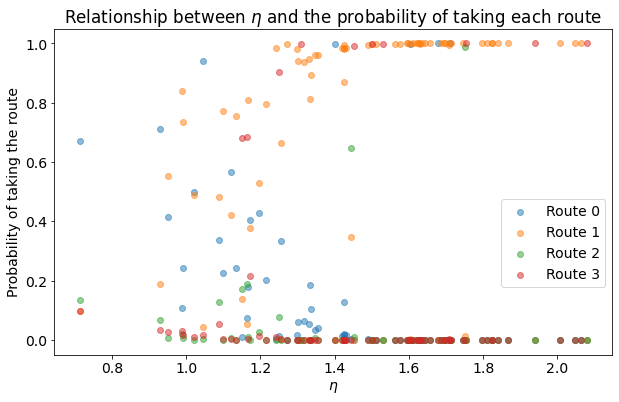 Relationship between η and the probability of taking each route
Probability of taking the route
1.0
0.8
0.6
0.4
0.2
0.0
Route 0
Route 1
Route 2
Route 3
0.8 1.0 1.2 1.4 1.6 1.8 2.0
η